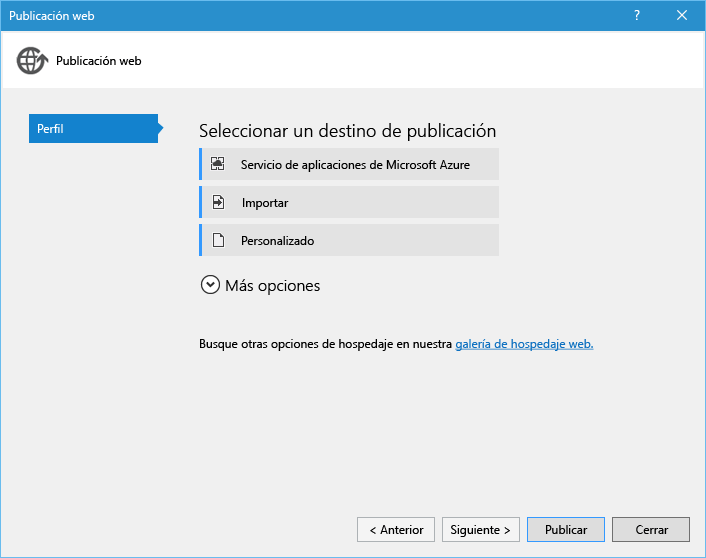 Publicación web
?
Publicación web
Perfil
Seleccionar un destino de publicación
Servicio de aplicaciones de Microsoft Azure
Importar
Personalizado
Más opciones
Busque otras opciones de hospedaje en nuestra galería de hospedaje web.
< Anterior
Siguiente >
Publicar
Cerrar